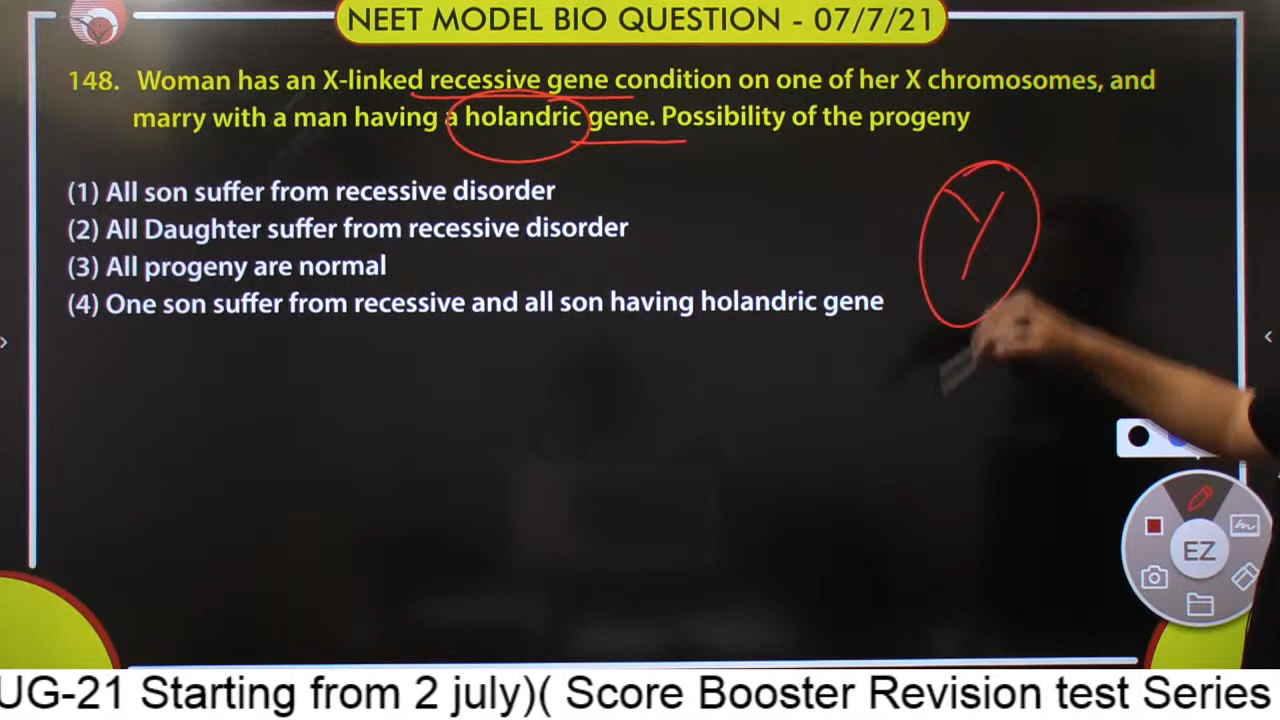 NEET MODEL BIO QUESTION - 07/7/21
148. Woman has an X-linked recessive gene condition on one of her X chromosomes, and
marry with a man having a holandric gene. Possibility of the progeny
(1) All son suffer from recessive disorder
(2) All Daughter suffer from recessive disorder
(3) All progeny are normal
(4) One son suffer from recessive and all son having holandric gene
Y
EZ
UG-21 Starting from 2 july)( Score Booster Revision test Series